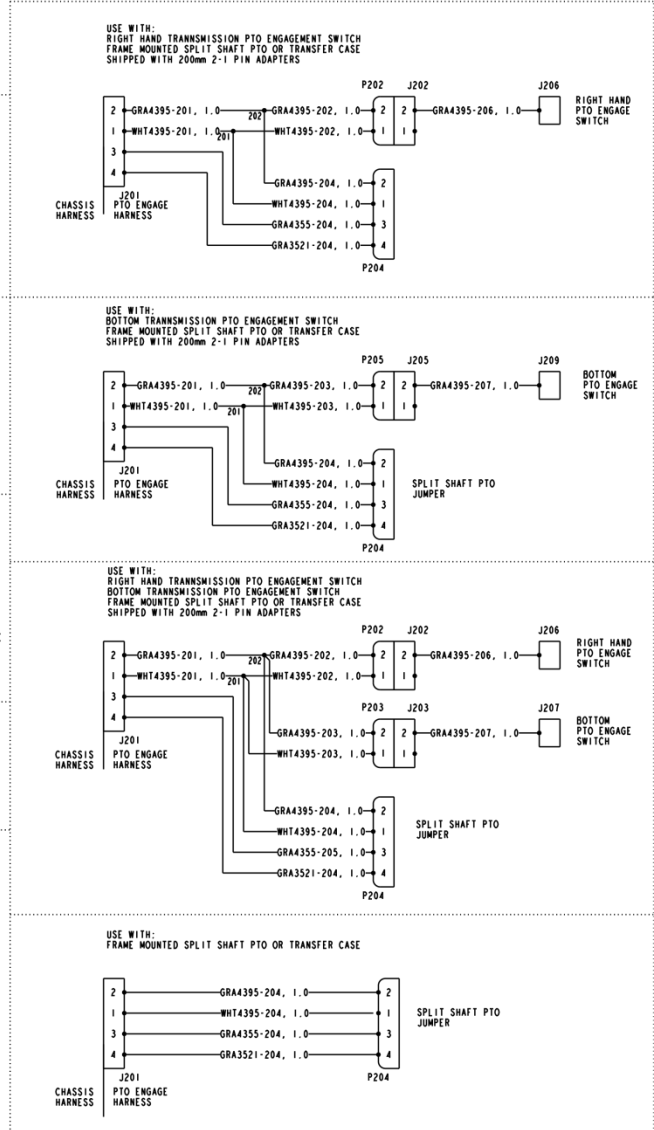 USE WITH:
RIGHT HAND TRANNSMISSION PTO ENGAGEMENT SWITCH
FRAME MOUNTED SPLIT SHAFT PTO OR TRANSFER CASE
SHIPPED WITH 200mm 2-1 PIN ADAPTERS
P202 J202 J206
2 GRA4395-201, 1.0 GRA4395-202, 1.0 2 2 GRA4395-206, 1.0 RIGHT HAND
202 PTO ENGAGE
1 WHT4395-201, 1.0 WHT4395-202, 1.0 1 1 SWITCH
201
3
4 GRA4395-204, 1.0 2
J201 WHT4395-204, 1.0 1
CHASSIS PTO ENGAGE
HARNESS HARNESS GRA4355-204, 1.0 3
GRA3521-204, 1.0 4
P204
USE WITH:
BOTTOM TRANNSMISSION PTO ENGAGEMENT SWITCH
FRAME MOUNTED SPLIT SHAFT PTO OR TRANSFER CASE
SHIPPED WITH 200mm 2-1 PIN ADAPTERS
P205 J205 J209
2 GRA4395-201, 1.0 GRA4395-203, 1.0 2 2 GRA4395-207, 1.0 BOTTOM
202 PTO ENGAGE
1 WHT4395-201, 1.0 WHT4395-203, 1.0 1 1 SWITCH
201
3
4 GRA4395-204, 1.0 2
J201 WHT4395-204, 1.0 1 SPLIT SHAFT PTO
CHASSIS PTO ENGAGE JUMPER
HARNESS HARNESS GRA4355-204, 1.0 3
GRA3521-204, 1.0 4
P204
USE WITH:
RIGHT HAND TRANNSMISSION PTO ENGAGEMENT SWITCH
BOTTOM TRANNSMISSION PTO ENGAGEMENT SWITCH
FRAME MOUNTED SPLIT SHAFT PTO OR TRANSFER CASE
SHIPPED WITH 200mm 2-1 PIN ADAPTERS
P202 J202 J206
2 GRA4395-201, 1.0 GRA4395-202, 1.0 2 2 GRA4395-206, 1.0 RIGHT HAND
202 PTO ENGAGE
1 WHT4395-201, 1.0 WHT4395-202, 1.0 1 1 SWITCH
201
3
P203 J203 J207
4 GRA4395-203, 1.0 2 2 GRA4395-207, 1.0 BOTTOM
J201 PTO ENGAGE
CHASSIS PTO ENGAGE WHT4395-203, 1.0 1 1 SWITCH
HARNESS HARNESS
GRA4395-204, 1.0 2
WHT4395-204, 1.0 1 SPLIT SHAFT PTO
JUMPER
GRA4355-205, 1.0 3
GRA3521-204, 1.0 4
P204
USE WITH:
FRAME MOUNTED SPLIT SHAFT PTO OR TRANSFER CASE
2 GRA4395-204, 1.0 2
1 WHT4395-204, 1.0 1 SPLIT SHAFT PTO
JUMPER
3 GRA4355-204, 1.0 3
4 GRA3521-204, 1.0 4
J201 P204
CHASSIS PTO ENGAGE
HARNESS HARNESS